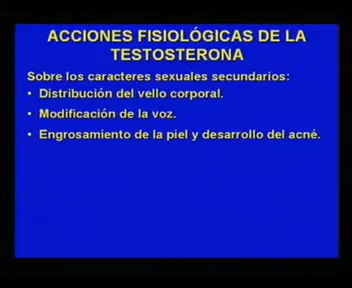 ACCIONES FISIOLÓGICAS DE LA
TESTOSTERONA
Sobre los caracteres sexuales secundarios:
• Distribución del vello corporal.
• Modificación de la voz.
• Engrosamiento de la piel y desarrollo del acné.